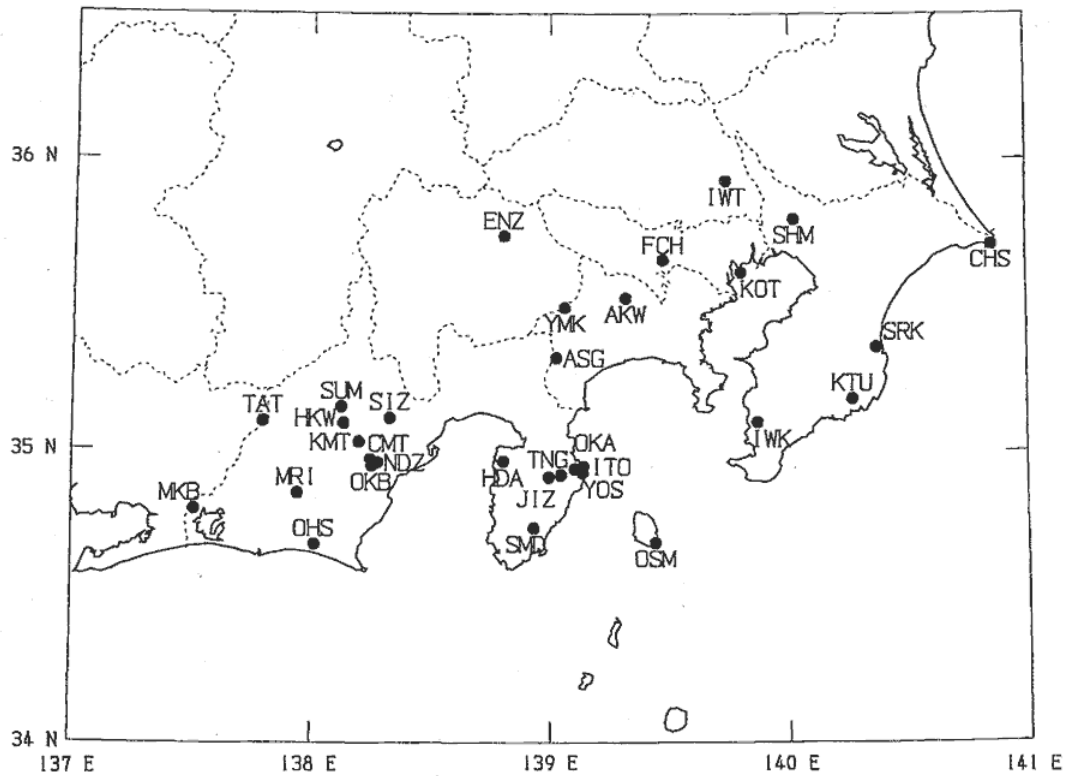 36 N
IWT
ENZ
SHM
FCH
CHS
KOT
AKW
YMK
SRK
ASG
KTU
SUM
SIZ
TAT
HKW
KMT
CMT
IWK
35 N
OKA
NDZ
TNG
ITO
OKB
HDA
MRI
YOS
MKB
JIZ
OHS
SMD
OSM
34 N
137 E
138 E
139 E
140 E
141 E